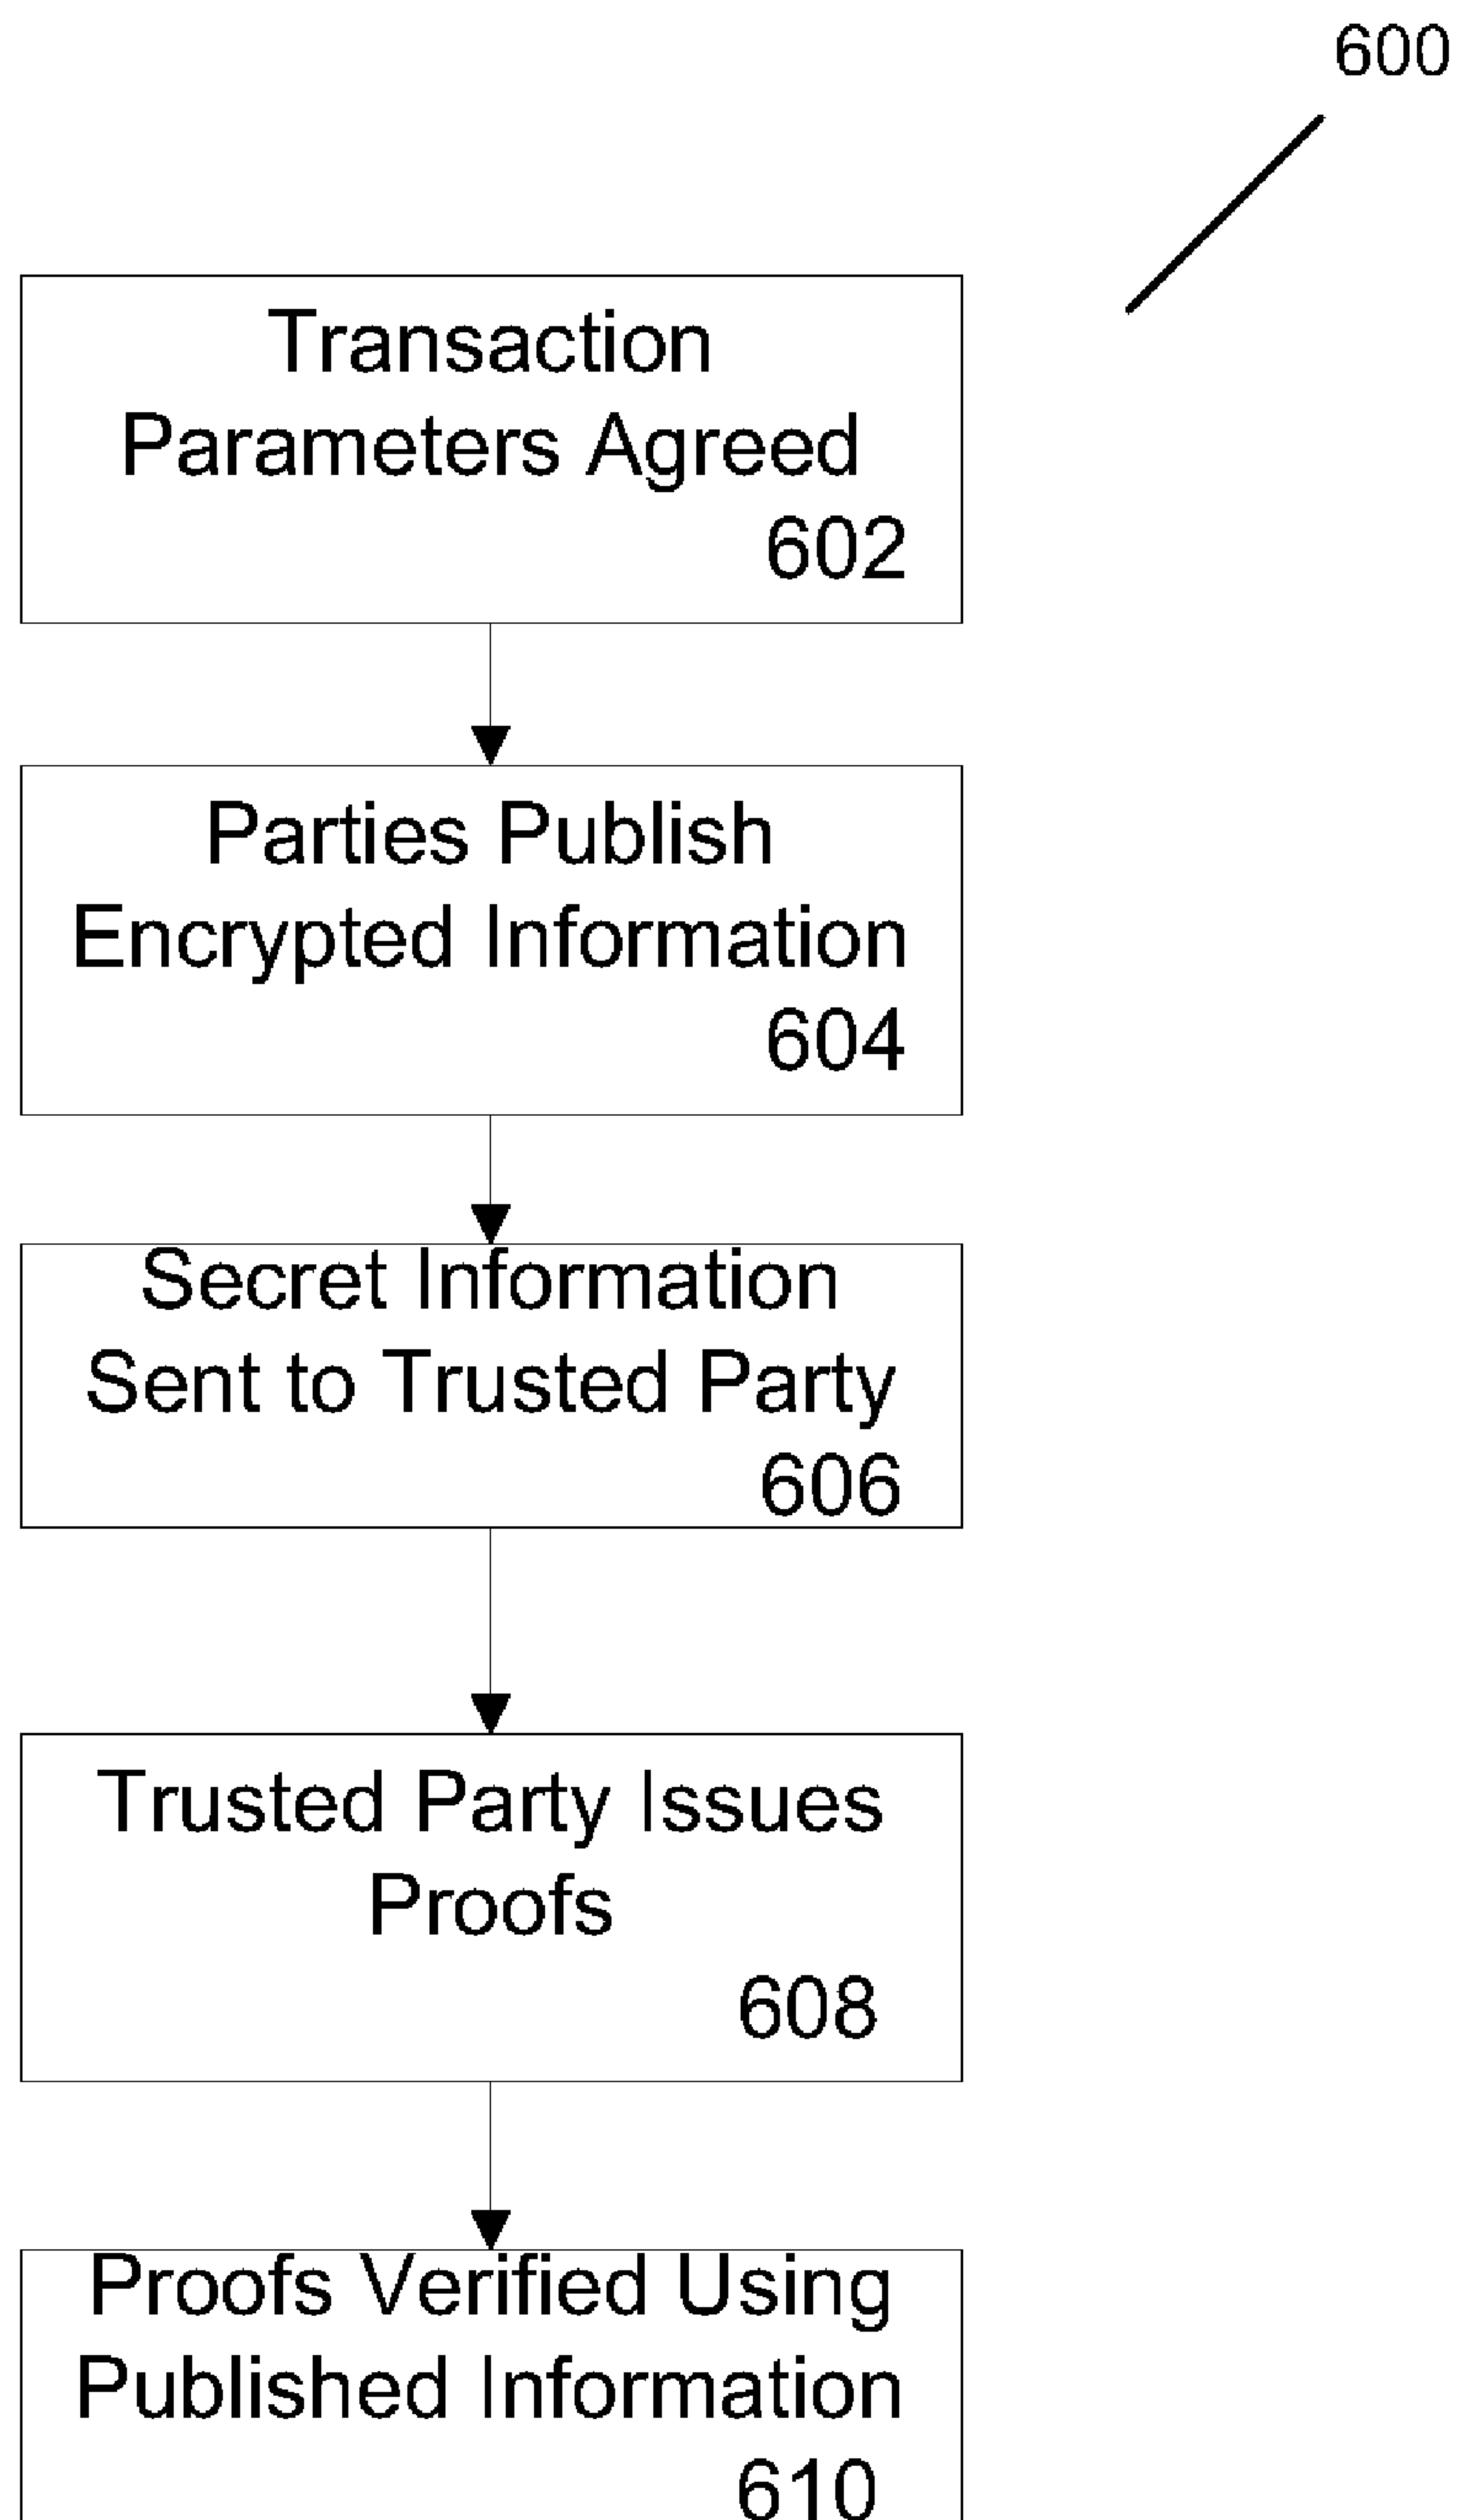 600
Transaction
Parameters Agreed
602
Parties Publish
Encrypted Information
604
Secret Information
Sent to Trusted Party
606
Trusted Party Issues
Proofs
608
Proofs Verified Using
Published Information
610